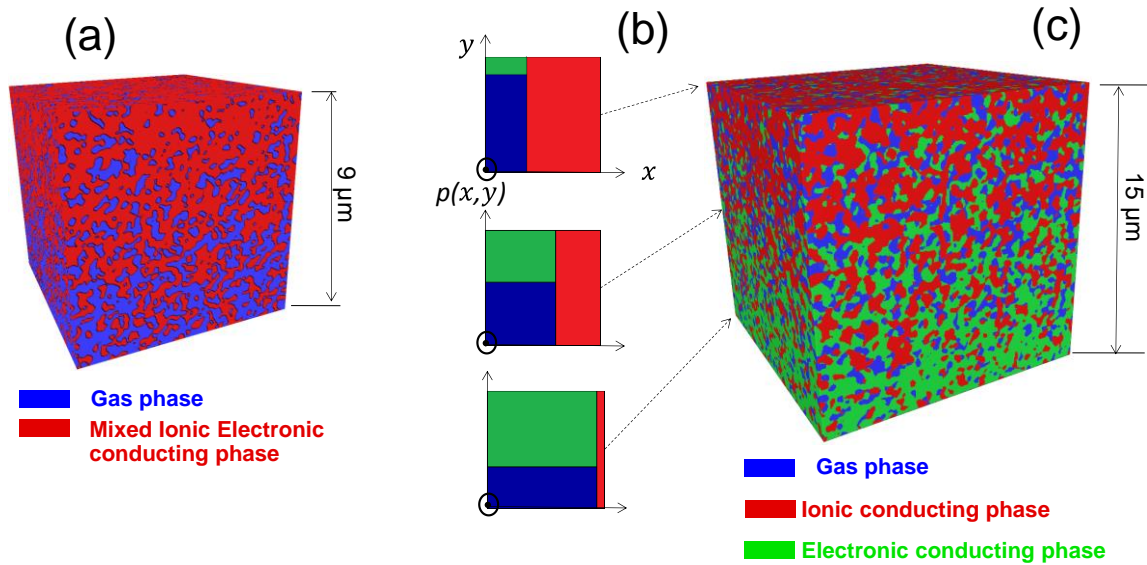 (a)
(b)
(c)
y
x
p(x,y)
9 µm
15 µm
Gas phase
Mixed Ionic Electronic
conducting phase
Gas phase
Ionic conducting phase
Electronic conducting phase